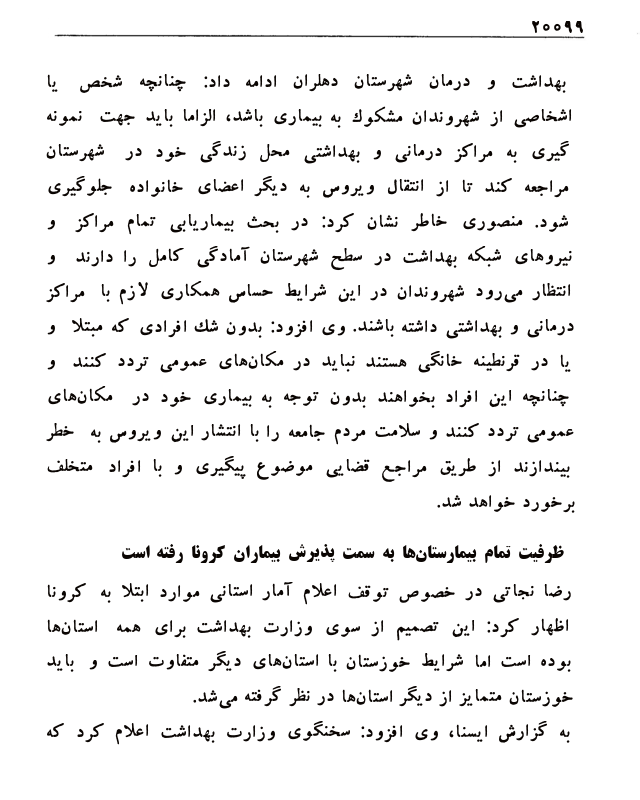 ۲۰۰۹۹
بهداشت و درمان شهرستان دهلران ادامه داد: چنانچه شخص یا
اشخاصی از شهروندان مشکوك به بیماری باشد، الزاما باید جهت نمونه
گیری به مراکز درمانی و بهداشتی محل زندگی خود در شهرستان
مراجعه کند تا از انتقال ویروس به دیگر اعضای خانواده جلوگیری
شود. منصوری خاطر نشان کرد: در بحث بیماریابی تمام مراکز و
نیروهای شبکه بهداشت در سطح شهرستان آمادگی کامل را دارند و
انتظار می‌رود شهروندان در این شرایط حساس همکاری لازم با مراکز
درمانی و بهداشتی داشته باشند. وی افزود: بدون شك افرادی که مبتلا و
یا در قرنطینه خانگی هستند نباید در مکان‌های عمومی تردد کنند و
چنانچه این افراد بخواهند بدون توجه به بیماری خود در مکان‌های
عمومی تردد کنند و سلامت مردم جامعه را با انتشار این ویروس به خطر
بیندازند از طریق مراجع قضایی موضوع پیگیری و با افراد متخلف
برخورد خواهد شد.
ظرفیت تمام بیمارستان‌ها به سمت پذیرش بیماران کرونا رفته است
رضا نجاتی در خصوص توقف اعلام آمار استانی موارد ابتلا به کرونا
اظهار کرد: این تصمیم از سوی وزارت بهداشت برای همه استان‌ها
بوده است اما شرایط خوزستان با استان‌های دیگر متفاوت است و باید
خوزستان متمایز از دیگر استان‌ها در نظر گرفته می‌شد.
به گزارش ایسنا، وی افزود: سخنگوی وزارت بهداشت اعلام کرد که